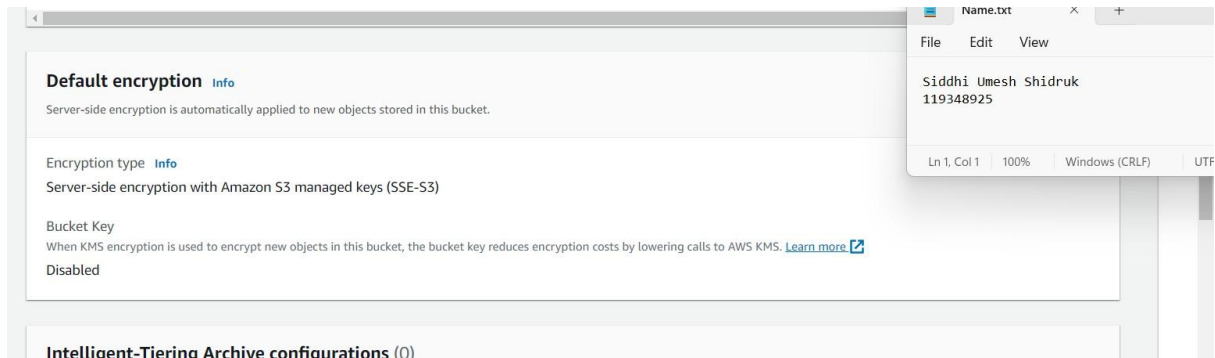 Name.txt
File Edit View
Siddhi Umesh Shidruk
119348925
Ln 1, Col 1 100% Windows (CRLF) UTF
Default encryption Info
Server-side encryption is automatically applied to new objects stored in this bucket.
Encryption type Info
Server-side encryption with Amazon S3 managed keys (SSE-S3)
Bucket Key
When KMS encryption is used to encrypt new objects in this bucket, the bucket key reduces encryption costs by lowering calls to AWS KMS. Learn more
Disabled
Intelligent-Tiering Archive configurations (0)